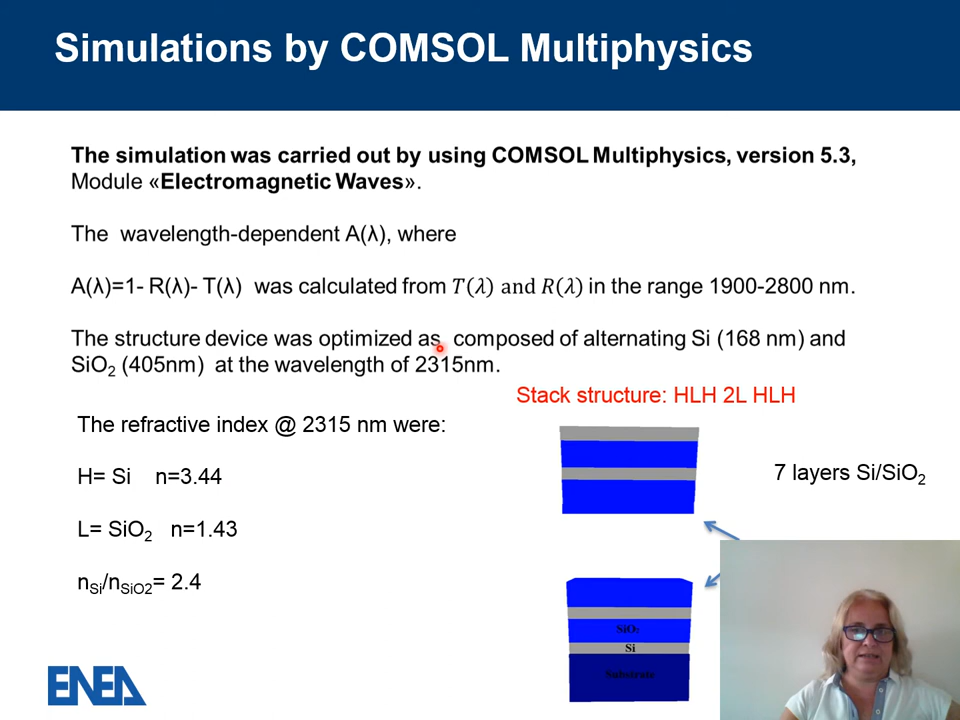 Simulations by COMSOL Multiphysics
The simulation was carried out by using COMSOL Multiphysics, version 5.3,
Module «Electromagnetic Waves».
The wavelength-dependent A(λ), where
A(λ)=1- R(λ)- T(λ) was calculated from T(λ) and R(λ) in the range 1900-2800 nm.
The structure device was optimized as composed of alternating Si (168 nm) and
SiO₂ (405nm) at the wavelength of 2315nm.
Stack structure: HLH 2L HLH
The refractive index @ 2315 nm were:
7 layers Si/SiO₂
H= Si n=3.44
L= SiO₂ n=1.43
nSi/nSiO2= 2.4
SiO₂
Si
Substrate
ENEA